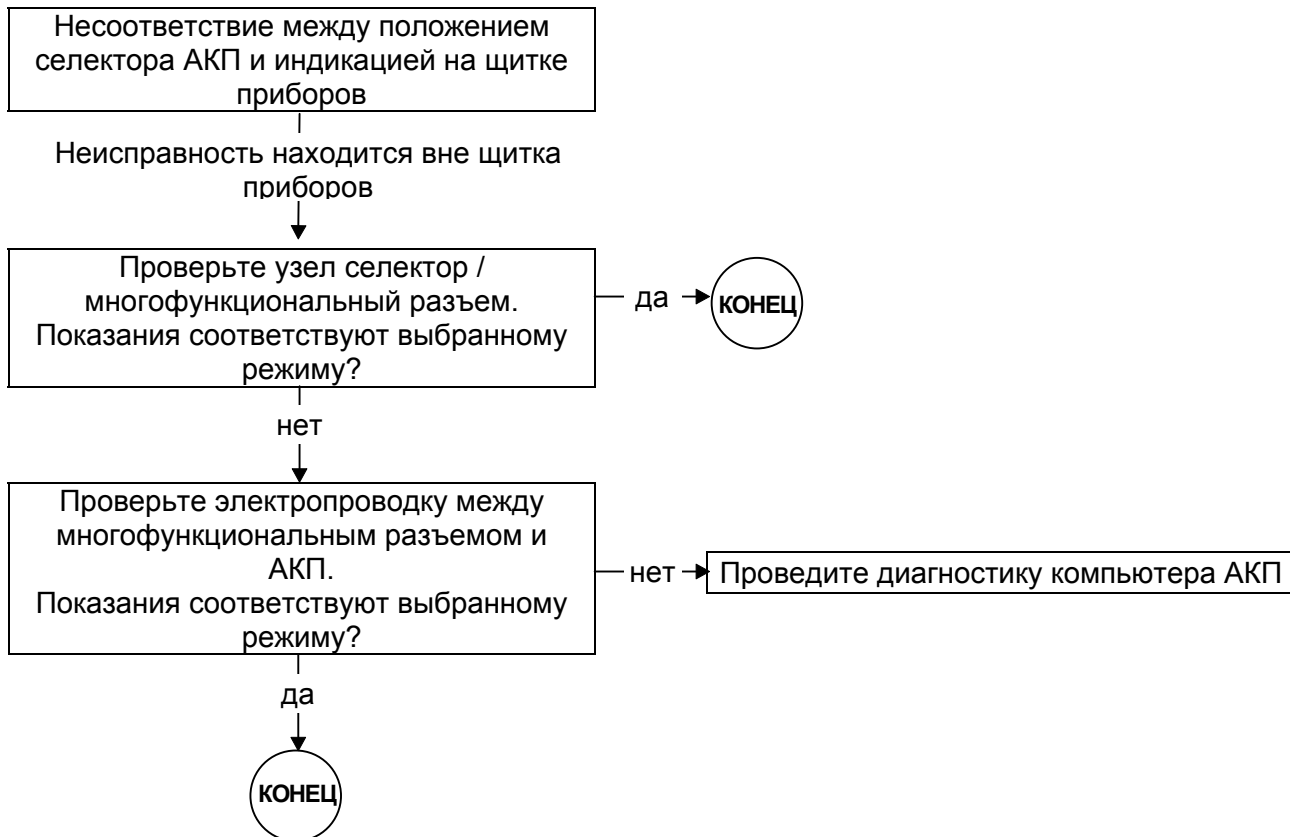 Несоответствие между положением
селектора АКП и индикацией на щитке
приборов
Неисправность находится вне щитка
приборов
Проверьте узел селектор /
многофункциональный разъем.
Показания соответствуют выбранному
режиму?
да
КОНЕЦ
нет
Проверьте электропроводку между
многофункциональным разъемом и
АКП.
Показания соответствуют выбранному
режиму?
нет
Проведите диагностику компьютера АКП
да
КОНЕЦ